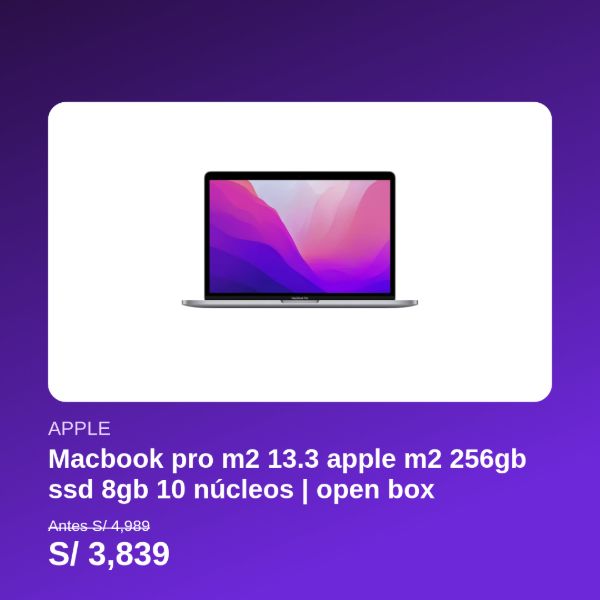 APPLE
Macbook pro m2 13.3 apple m2 256gb
ssd 8gb 10 núcleos | open box
Antes S/ 4,989
S/ 3,839